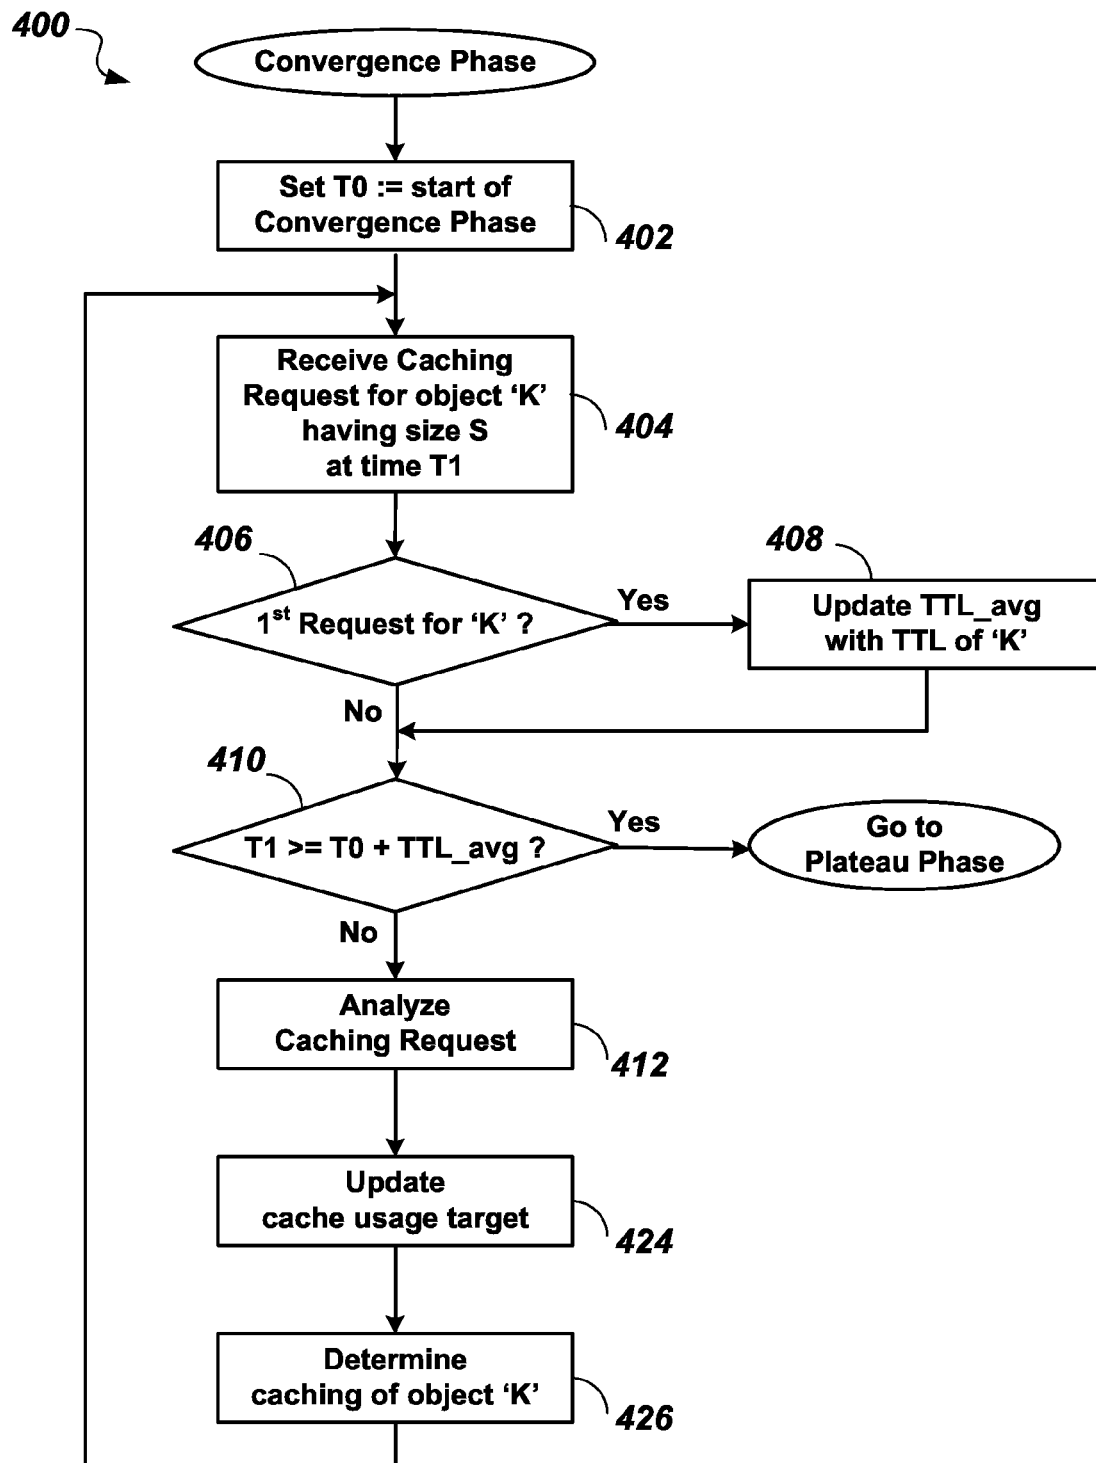 400
Convergence Phase
Set T0 := start of
Convergence Phase
402
Receive Caching
Request for object ‘K’
having size S
at time T1
404
406
1st Request for ‘K’ ?
Yes
408
Update TTL_avg
with TTL of ‘K’
No
410
T1 >= T0 + TTL_avg ?
Yes
Go to
Plateau Phase
No
Analyze
Caching Request
412
Update
cache usage target
424
Determine
caching of object ‘K’
426